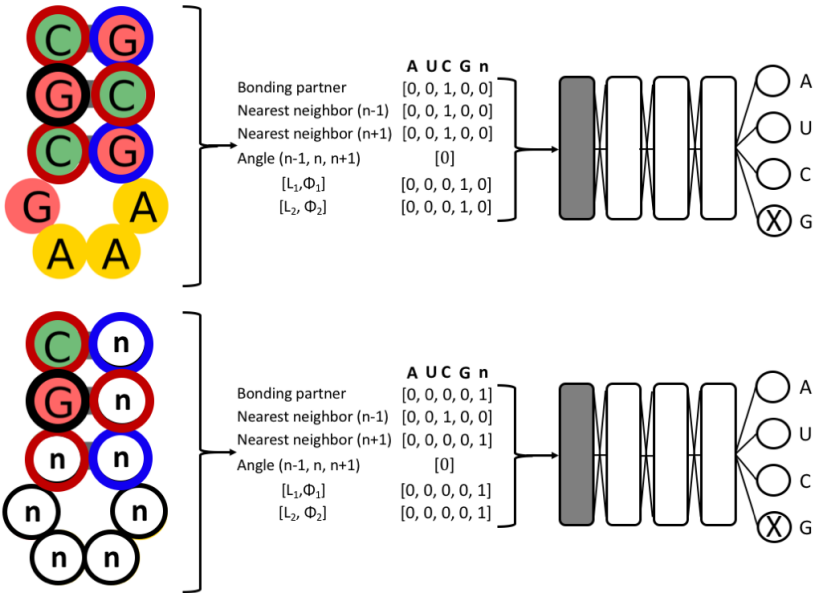 C G
G C
C G
G A
A A
A U C G n
Bonding partner [0, 0, 1, 0, 0]
Nearest neighbor (n-1) [0, 0, 1, 0, 0]
Nearest neighbor (n+1) [0, 0, 1, 0, 0]
Angle (n-1, n, n+1) [0]
[L₁,Φ₁] [0, 0, 0, 1, 0]
[L₂, Φ₂] [0, 0, 0, 1, 0]
A
U
C
X G
C n
G n
n n
n n
n n
A U C G n
Bonding partner [0, 0, 0, 0, 1]
Nearest neighbor (n-1) [0, 0, 1, 0, 0]
Nearest neighbor (n+1) [0, 0, 0, 0, 1]
Angle (n-1, n, n+1) [0]
[L₁,Φ₁] [0, 0, 0, 0, 1]
[L₂, Φ₂] [0, 0, 0, 0, 1]
A
U
C
X G